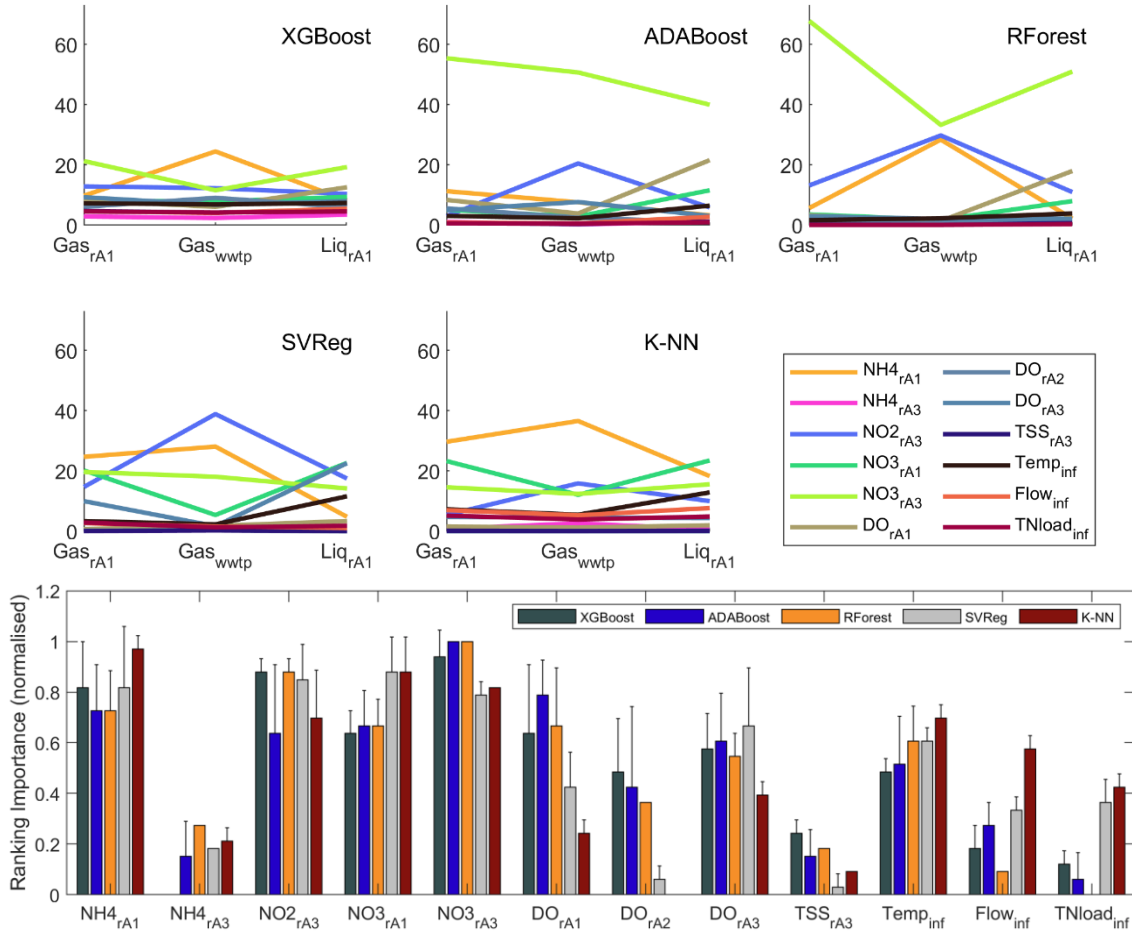 XGBoost
60
40
20
0
Gas_rA1 Gas_wwtp Liq_rA1
ADABoost
60
40
20
0
Gas_rA1 Gas_wwtp Liq_rA1
RForest
60
40
20
0
Gas_rA1 Gas_wwtp Liq_rA1
SVReg
60
40
20
0
Gas_rA1 Gas_wwtp Liq_rA1
K-NN
60
40
20
0
Gas_rA1 Gas_wwtp Liq_rA1
NH4_rA1 DO_rA2
NH4_rA3 DO_rA3
NO2_rA3 TSS_rA3
NO3_rA1 Temp_inf
NO3_rA3 Flow_inf
DO_rA1 TNload_inf
Ranking Importance (normalised)
1.2
1
0.8
0.6
0.4
0.2
0
XGBoost ADABoost RForest SVReg K-NN
NH4_rA1 NH4_rA3 NO2_rA3 NO3_rA1 NO3_rA3 DO_rA1 DO_rA2 DO_rA3 TSS_rA3 Temp_inf Flow_inf TNload_inf